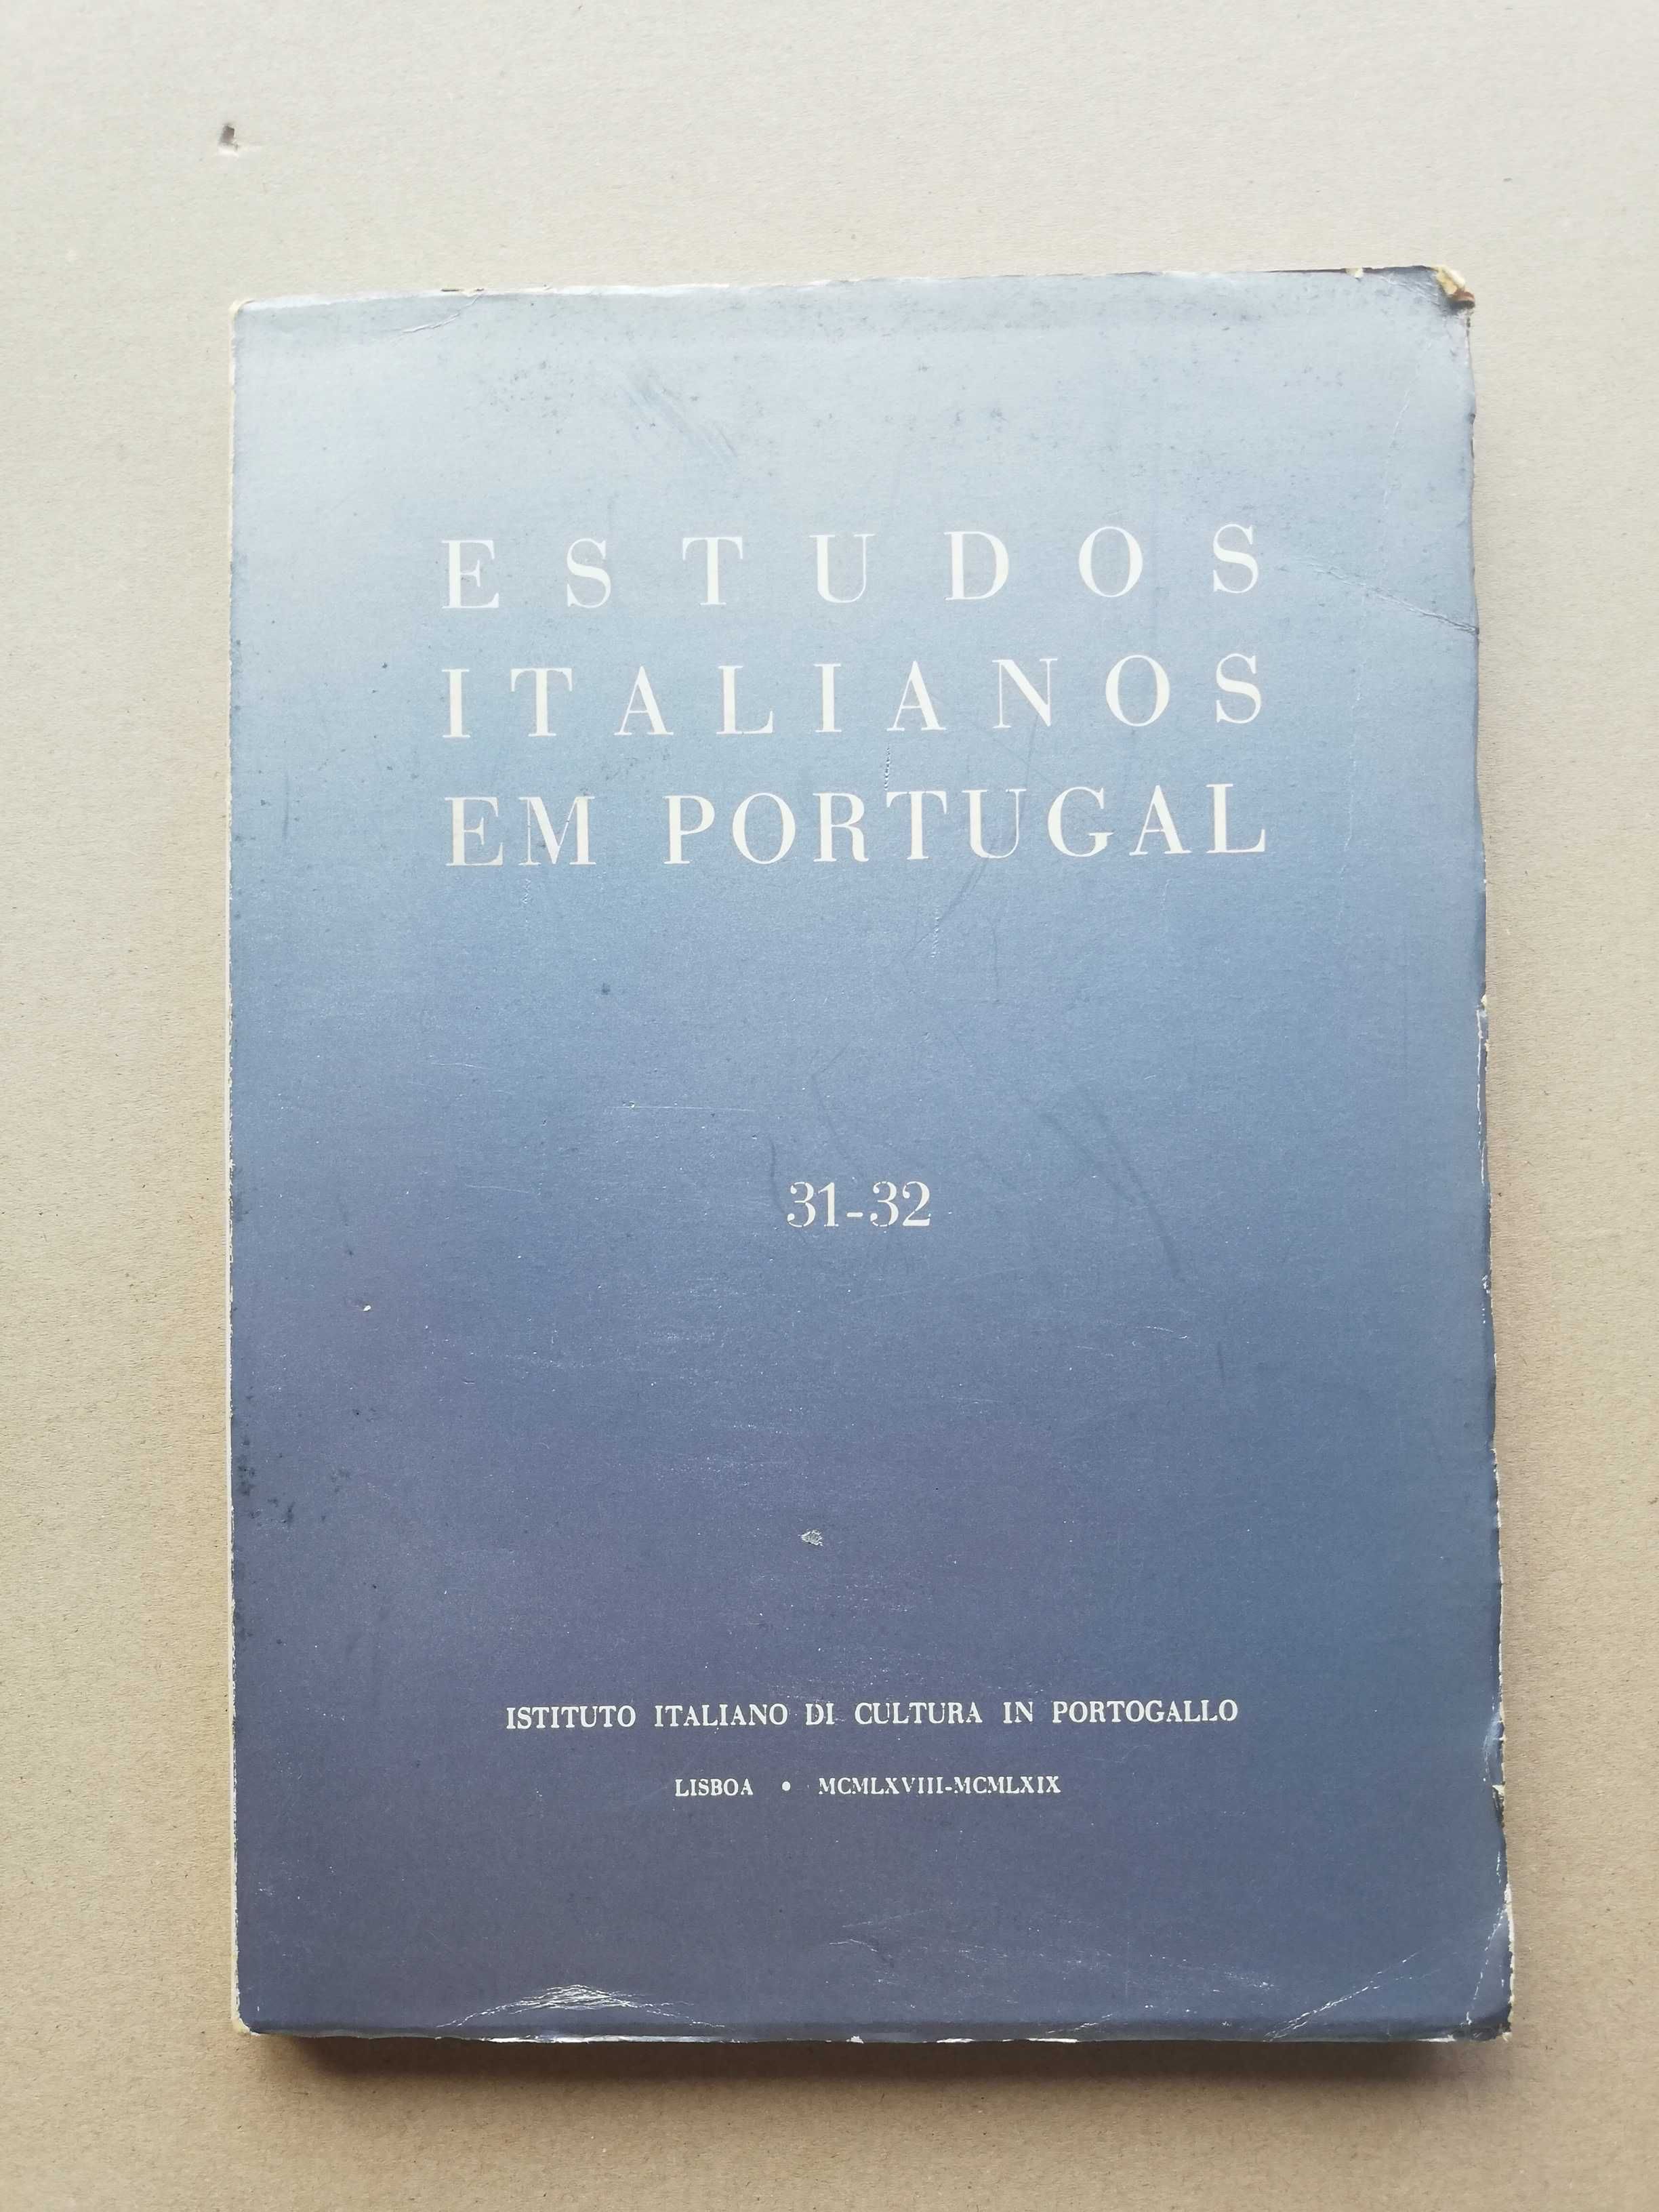 ESTUDOS
ITALIANOS
EM PORTUGAL
31-32
ISTITUTO ITALIANO DI CULTURA IN PORTOGALLO
LISBOA • MCMLXVIII-MCMLXIX